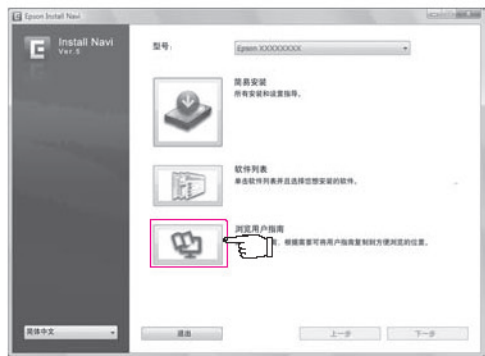 Epson Install Navi
Install Navi
Ver.5
型号:
Epson XXXXXXXXX
简易安装
所有安装和设置指导。
软件列表
单击软件列表并且选择您想安装的软件。
浏览用户指南
根据需要可将用户指南复制到方便浏览的位置。
简体中文
退出
上一步
下一步